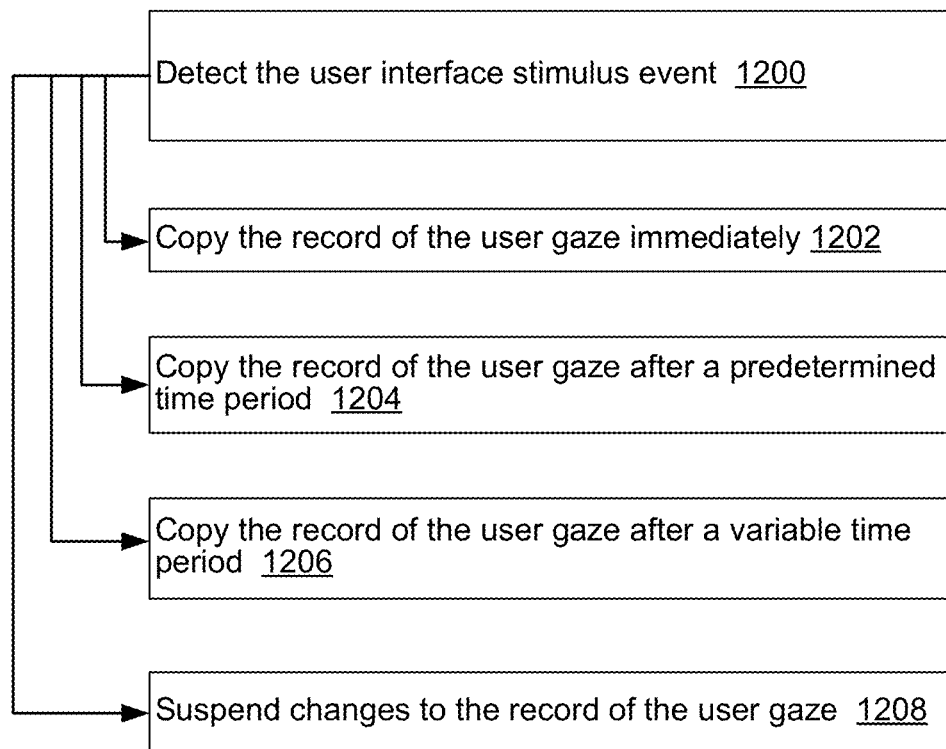 Detect the user interface stimulus event 1200
Copy the record of the user gaze immediately 1202
Copy the record of the user gaze after a predetermined
time period 1204
Copy the record of the user gaze after a variable time
period 1206
Suspend changes to the record of the user gaze 1208